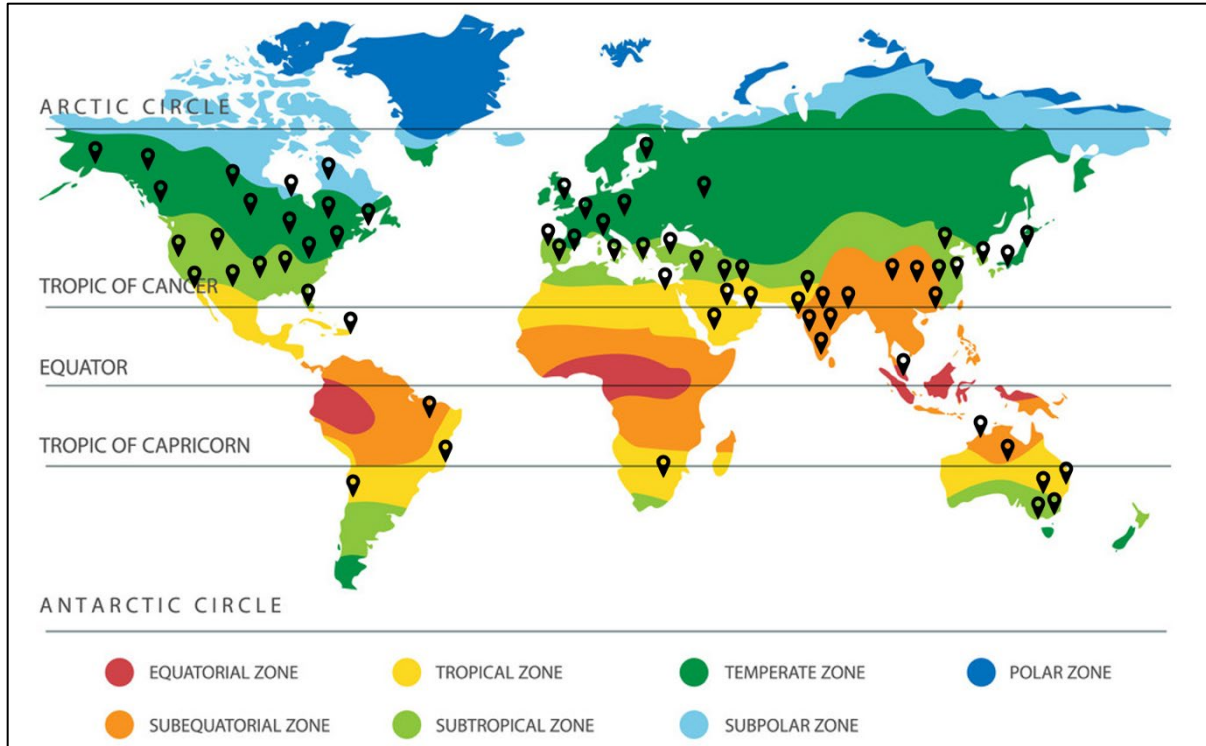 ARCTIC CIRCLE
TROPIC OF CANCER
EQUATOR
TROPIC OF CAPRICORN
ANTARCTIC CIRCLE
EQUATORIAL ZONE
TROPICAL ZONE
TEMPERATE ZONE
POLAR ZONE
SUBEQUATORIAL ZONE
SUBTROPICAL ZONE
SUBPOLAR ZONE